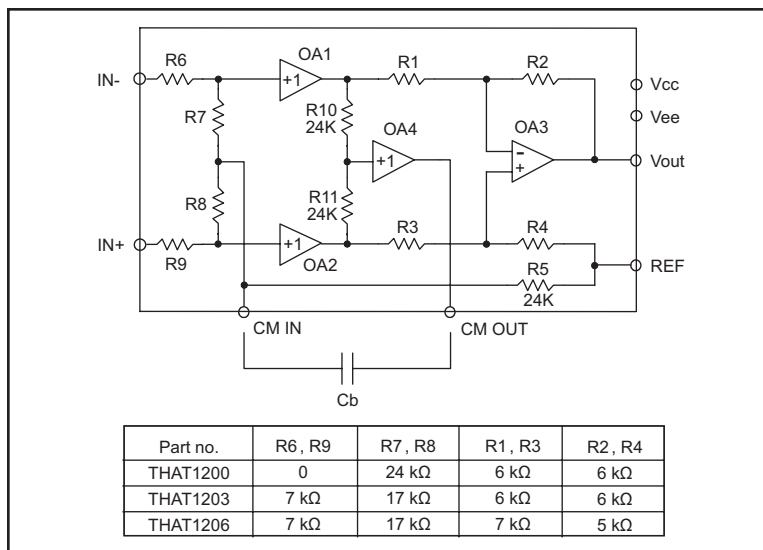 OA1
R1
R2
R6
IN-
+1
Vcc
R7
R10
24K
OA4
OA3
Vee
-
+1
+
Vout
R8
R11
24K
R3
R4
IN+
+1
R9
OA2
R5
REF
24K
CM IN
CM OUT
Cb
Part no. R6 , R9 R7 , R8 R1 , R3 R2 , R4
THAT1200 0 24 kΩ 6 kΩ 6 kΩ
THAT1203 7 kΩ 17 kΩ 6 kΩ 6 kΩ
THAT1206 7 kΩ 17 kΩ 7 kΩ 5 kΩ